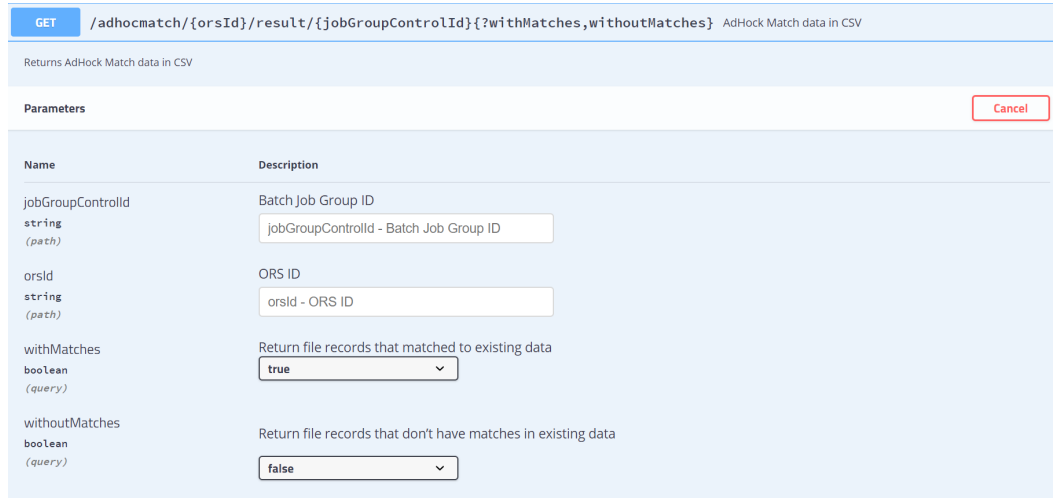 GET /adhocmatch/{orsId}/result/{jobGroupControlId}{?withMatches,withoutMatches} AdHock Match data in CSV
Returns AdHock Match data in CSV
Parameters Cancel
Name Description
jobGroupControlId Batch Job Group ID
string
(path)
jobGroupControlId - Batch Job Group ID
orsId ORS ID
string
(path)
orsId - ORS ID
withMatches Return file records that matched to existing data
boolean
(query)
true
withoutMatches
boolean
(query)
Return file records that don't have matches in existing data
false